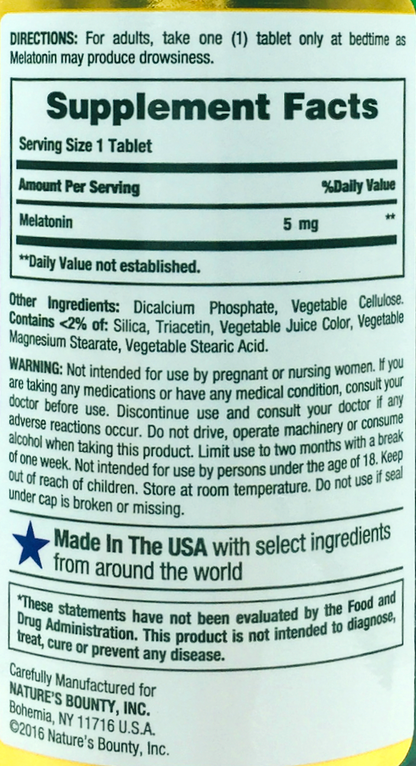 DIRECTIONS: For adults, take one (1) tablet only at bedtime as
Melatonin may produce drowsiness.
Supplement Facts
Serving Size 1 Tablet
Amount Per Serving %Daily Value
Melatonin 5 mg **
**Daily Value not established.
Other Ingredients: Dicalcium Phosphate, Vegetable Cellulose.
Contains <2% of: Silica, Triacetin, Vegetable Juice Color, Vegetable
Magnesium Stearate, Vegetable Stearic Acid.
WARNING: Not intended for use by pregnant or nursing women. If you
are taking any medications or have any medical condition, consult your
doctor before use. Discontinue use and consult your doctor if any
adverse reactions occur. Do not drive, operate machinery or consume
alcohol when taking this product. Limit use to two months with a break
of one week. Not intended for use by persons under the age of 18. Keep
out of reach of children. Store at room temperature. Do not use if seal
under cap is broken or missing.
Made In The USA with select ingredients
from around the world
*These statements have not been evaluated by the Food and
Drug Administration. This product is not intended to diagnose,
treat, cure or prevent any disease.
Carefully Manufactured for
NATURE'S BOUNTY, INC.
Bohemia, NY 11716 U.S.A.
©2016 Nature's Bounty, Inc.